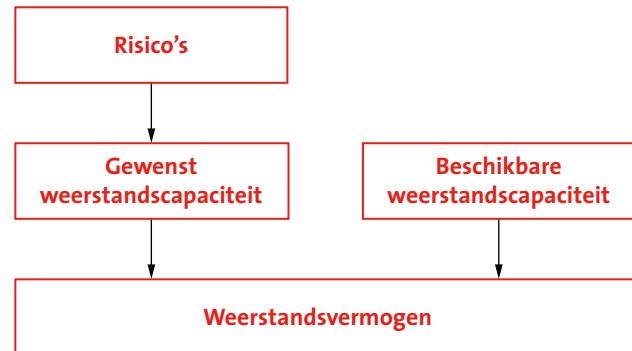 Risico’s
Gewenst
weerstandscapaciteit
Beschikbare
weerstandscapaciteit
Weerstandsvermogen